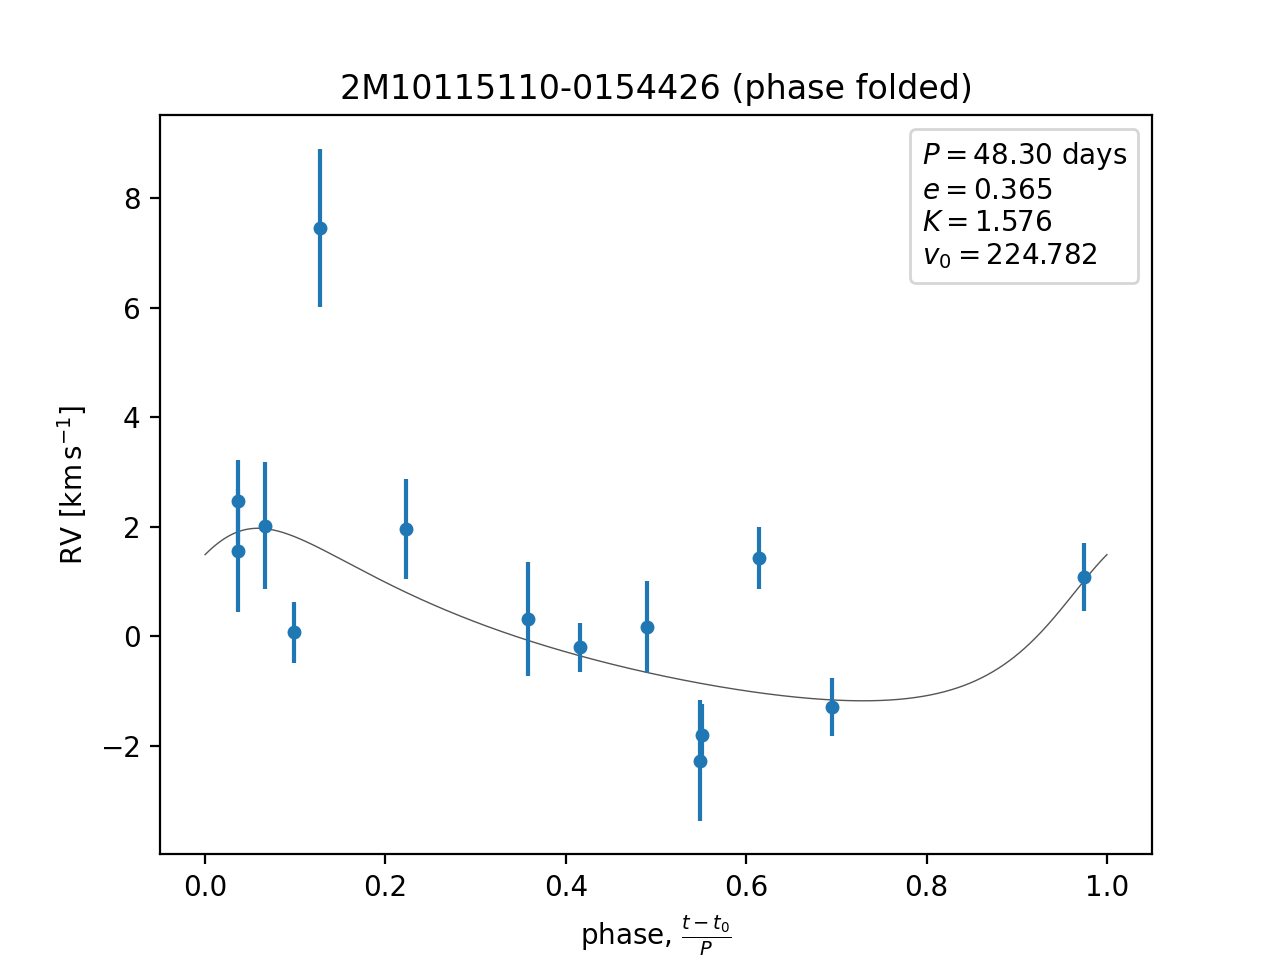 2M10115110-0154426 (phase folded)
P = 48.30 days
e = 0.365
K = 1.576
v₀ = 224.782
8
6
4
2
0
−2
RV [km s⁻¹]
0.0 0.2 0.4 0.6 0.8 1.0
phase, (t − t₀)/P